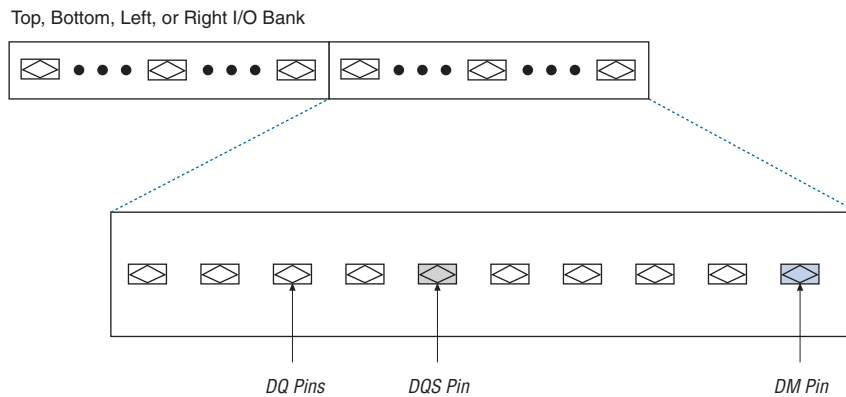 Top, Bottom, Left, or Right I/O Bank
DQ Pins
DQS Pin
DM Pin